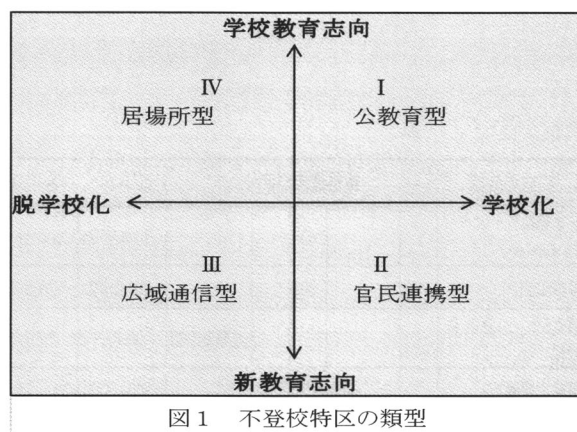 学校教育志向
Ⅳ Ⅰ
居場所型 公教育型
脱学校化 学校化
Ⅲ Ⅱ
広域通信型 官民連携型
新教育志向
図1 不登校特区の類型